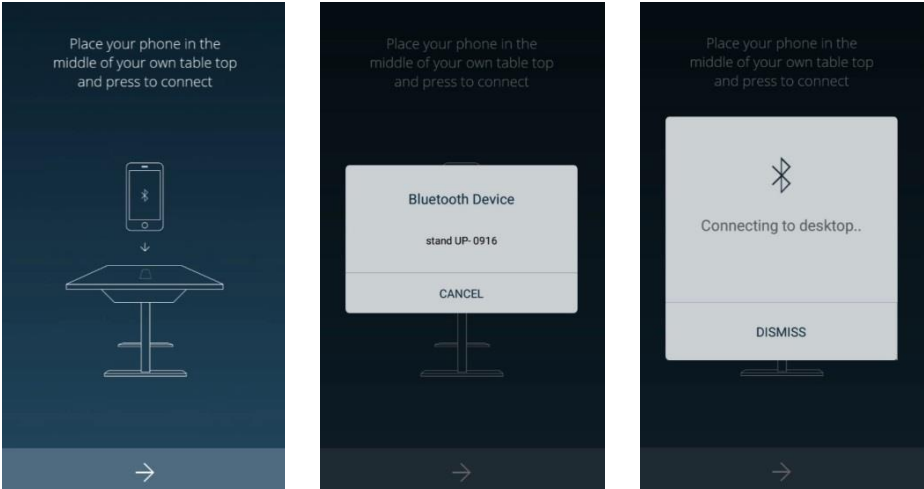 Place your phone in the
middle of your own table top
and press to connect
Place your phone in the
middle of your own table top
and press to connect
Bluetooth Device
stand UP- 0916
CANCEL
Place your phone in the
middle of your own table top
and press to connect
Connecting to desktop..
DISMISS